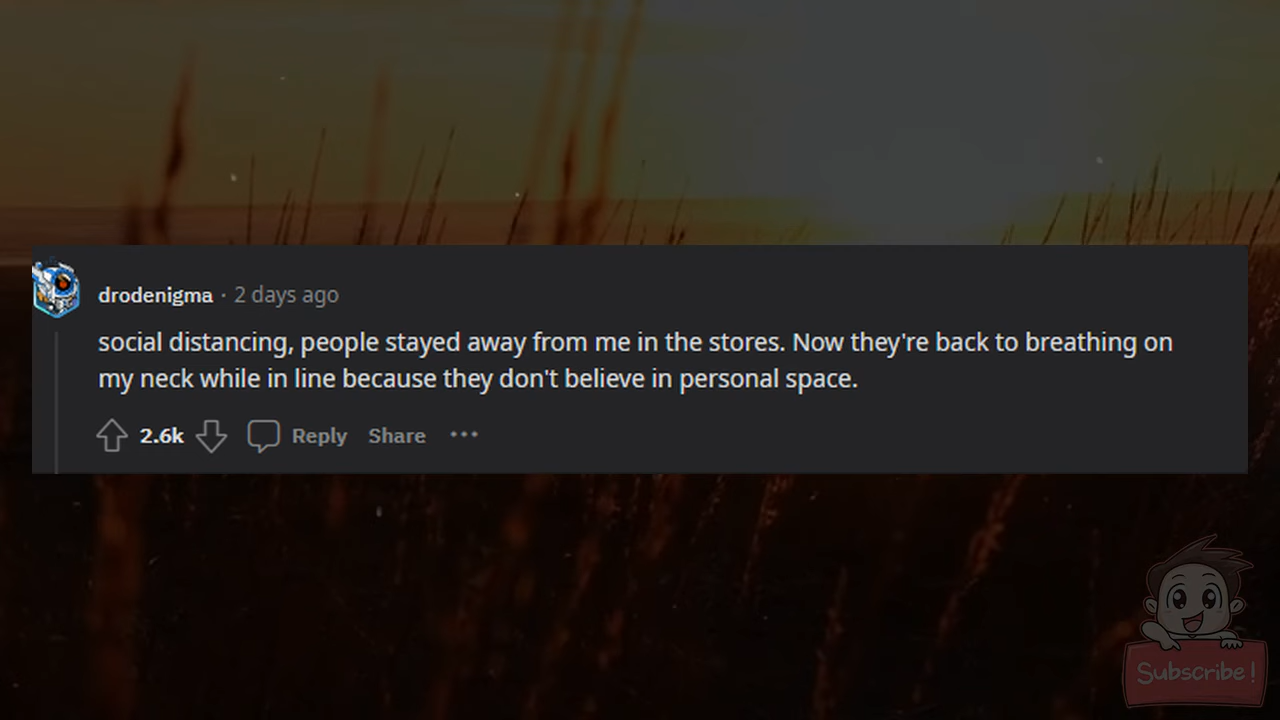 drodenigma · 2 days ago
social distancing, people stayed away from me in the stores. Now they're back to breathing on
my neck while in line because they don't believe in personal space.
2.6k Reply Share ...
Subscribe!